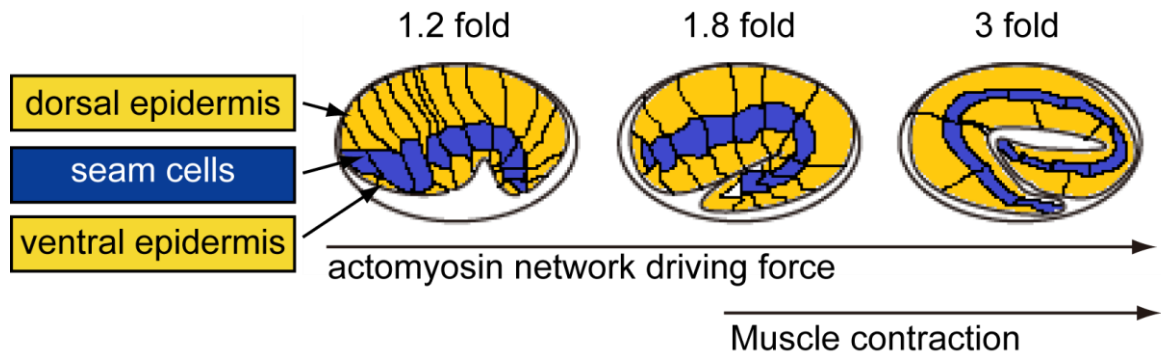 1.2 fold
1.8 fold
3 fold
dorsal epidermis
seam cells
ventral epidermis
actomyosin network driving force
Muscle contraction